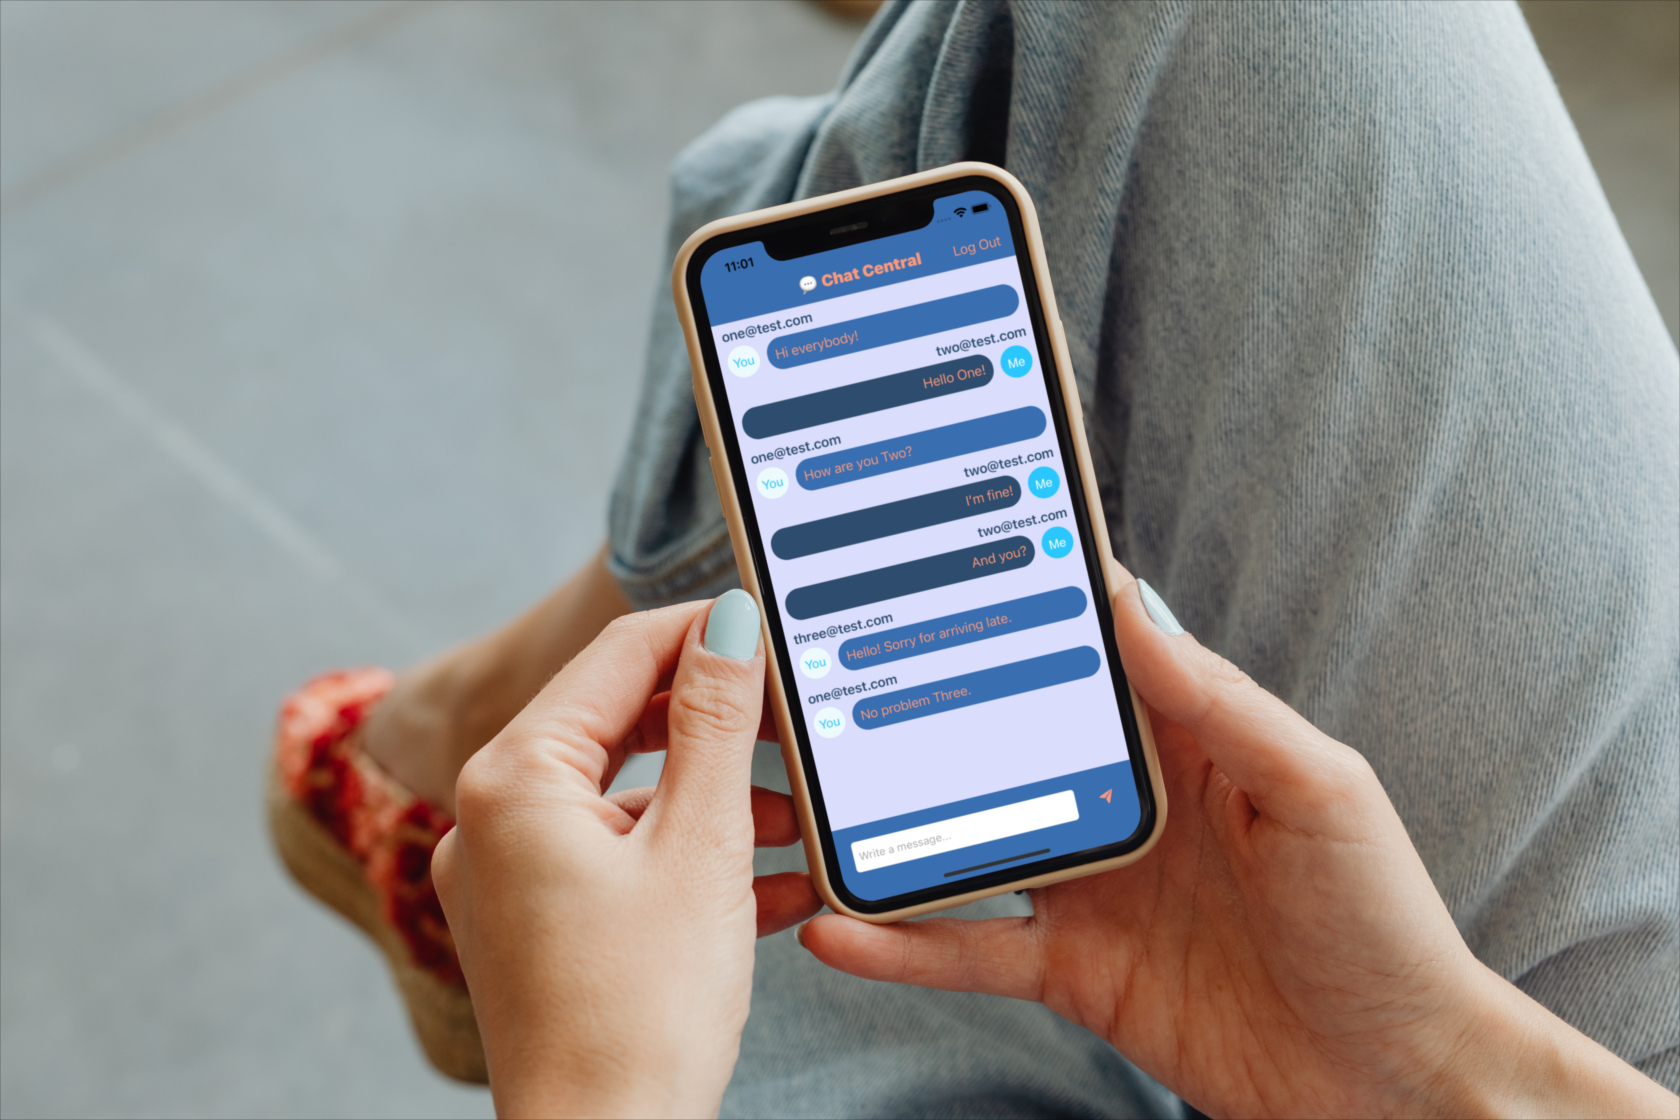 11:01
💬 Chat Central
Log Out
one@test.com
You
Hi everybody!
two@test.com
Hello One!
Me
one@test.com
You
How are you Two?
two@test.com
I'm fine!
Me
two@test.com
And you?
Me
three@test.com
You
Hello! Sorry for arriving late.
one@test.com
You
No problem Three.
Write a message...